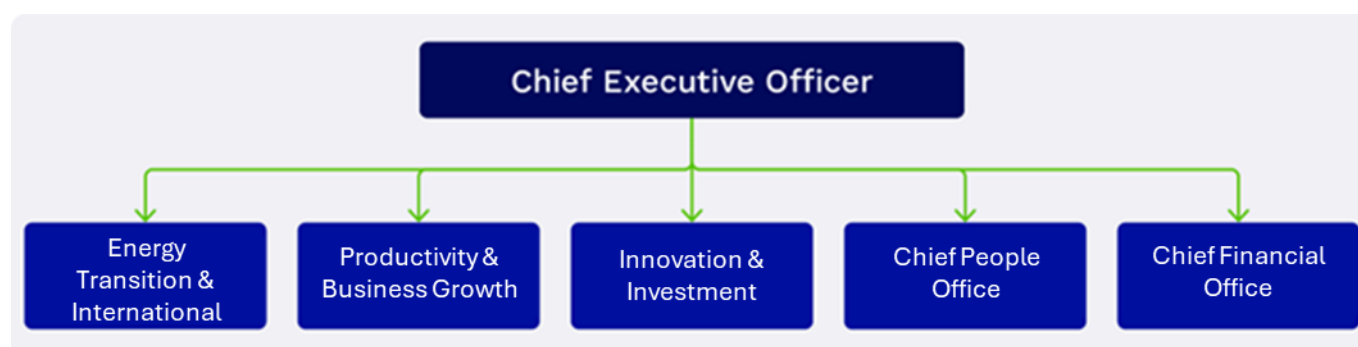 Chief Executive Officer
Energy
Transition &
International
Productivity &
Business Growth
Innovation &
Investment
Chief People
Office
Chief Financial
Office